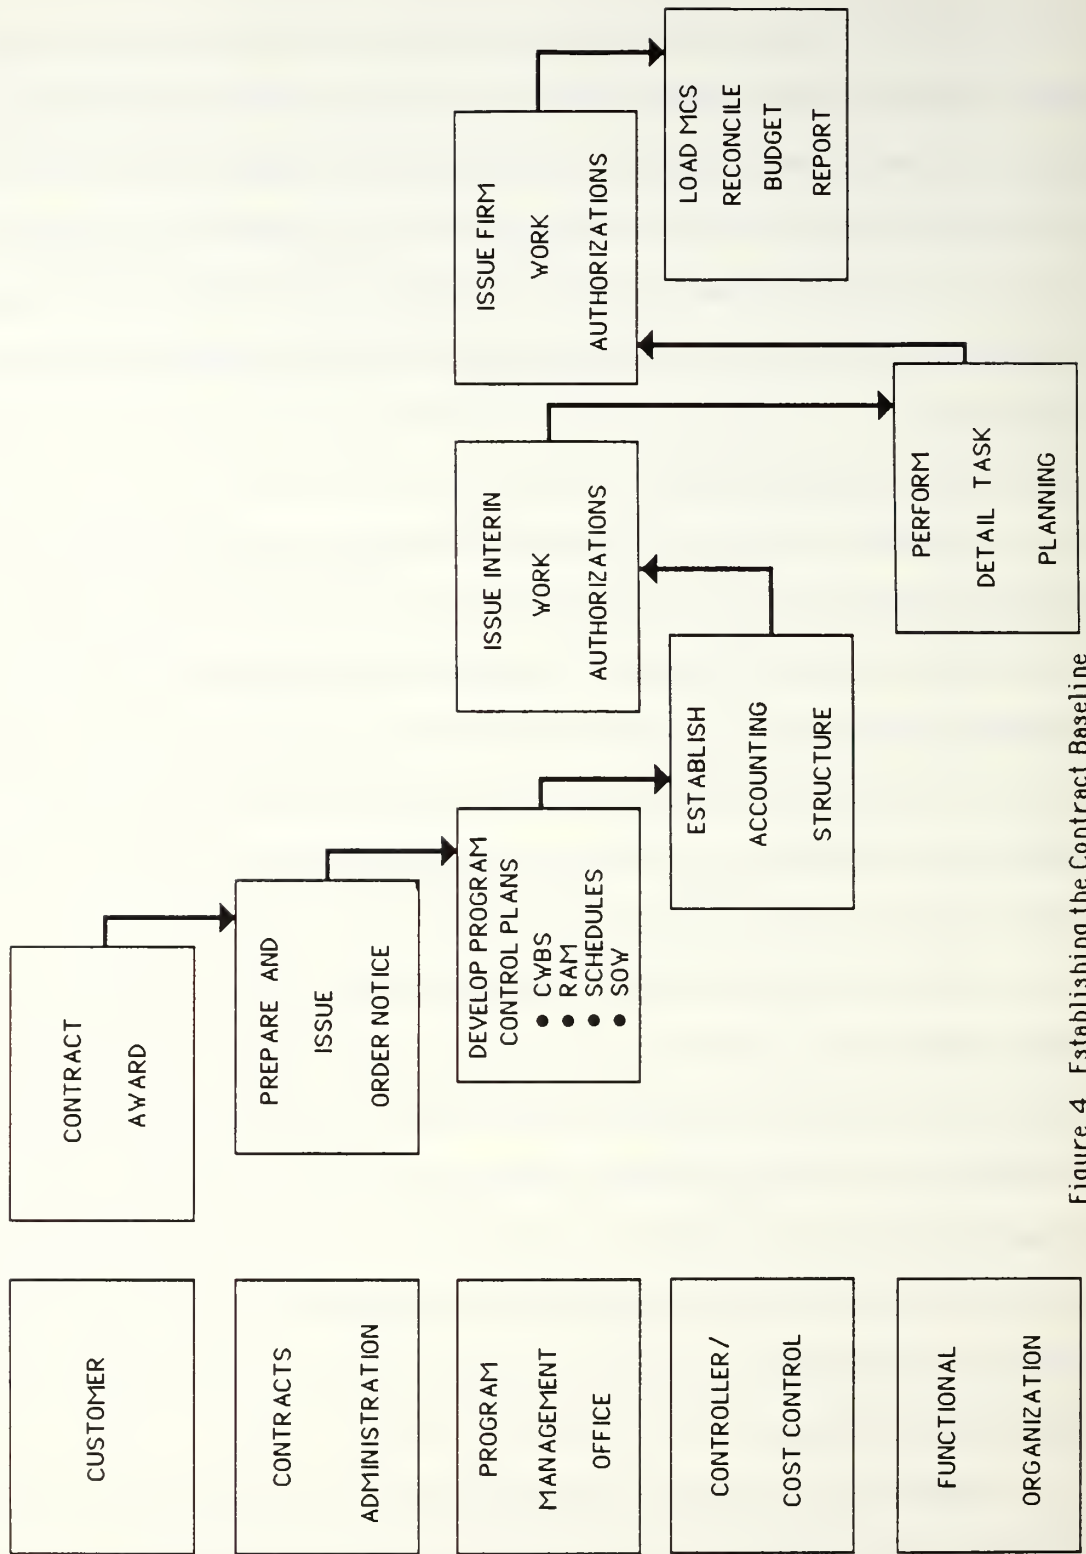 CUSTOMER
CONTRACT
AWARD
CONTRACTS
ADMINISTRATION
PREPARE AND
ISSUE
ORDER NOTICE
PROGRAM
MANAGEMENT
OFFICE
DEVELOP PROGRAM
CONTROL PLANS
• CWBS
• RAM
• SCHEDULES
• SOW
ISSUE INTERIN
WORK
AUTHORIZATIONS
ISSUE FIRM
WORK
AUTHORIZATIONS
CONTROLLER/
COST CONTROL
ESTABLISH
ACCOUNTING
STRUCTURE
LOAD MCS
RECONCILE
BUDGET
REPORT
FUNCTIONAL
ORGANIZATION
PERFORM
DETAIL TASK
PLANNING
Figure 4 Establishing the Contract Baseline